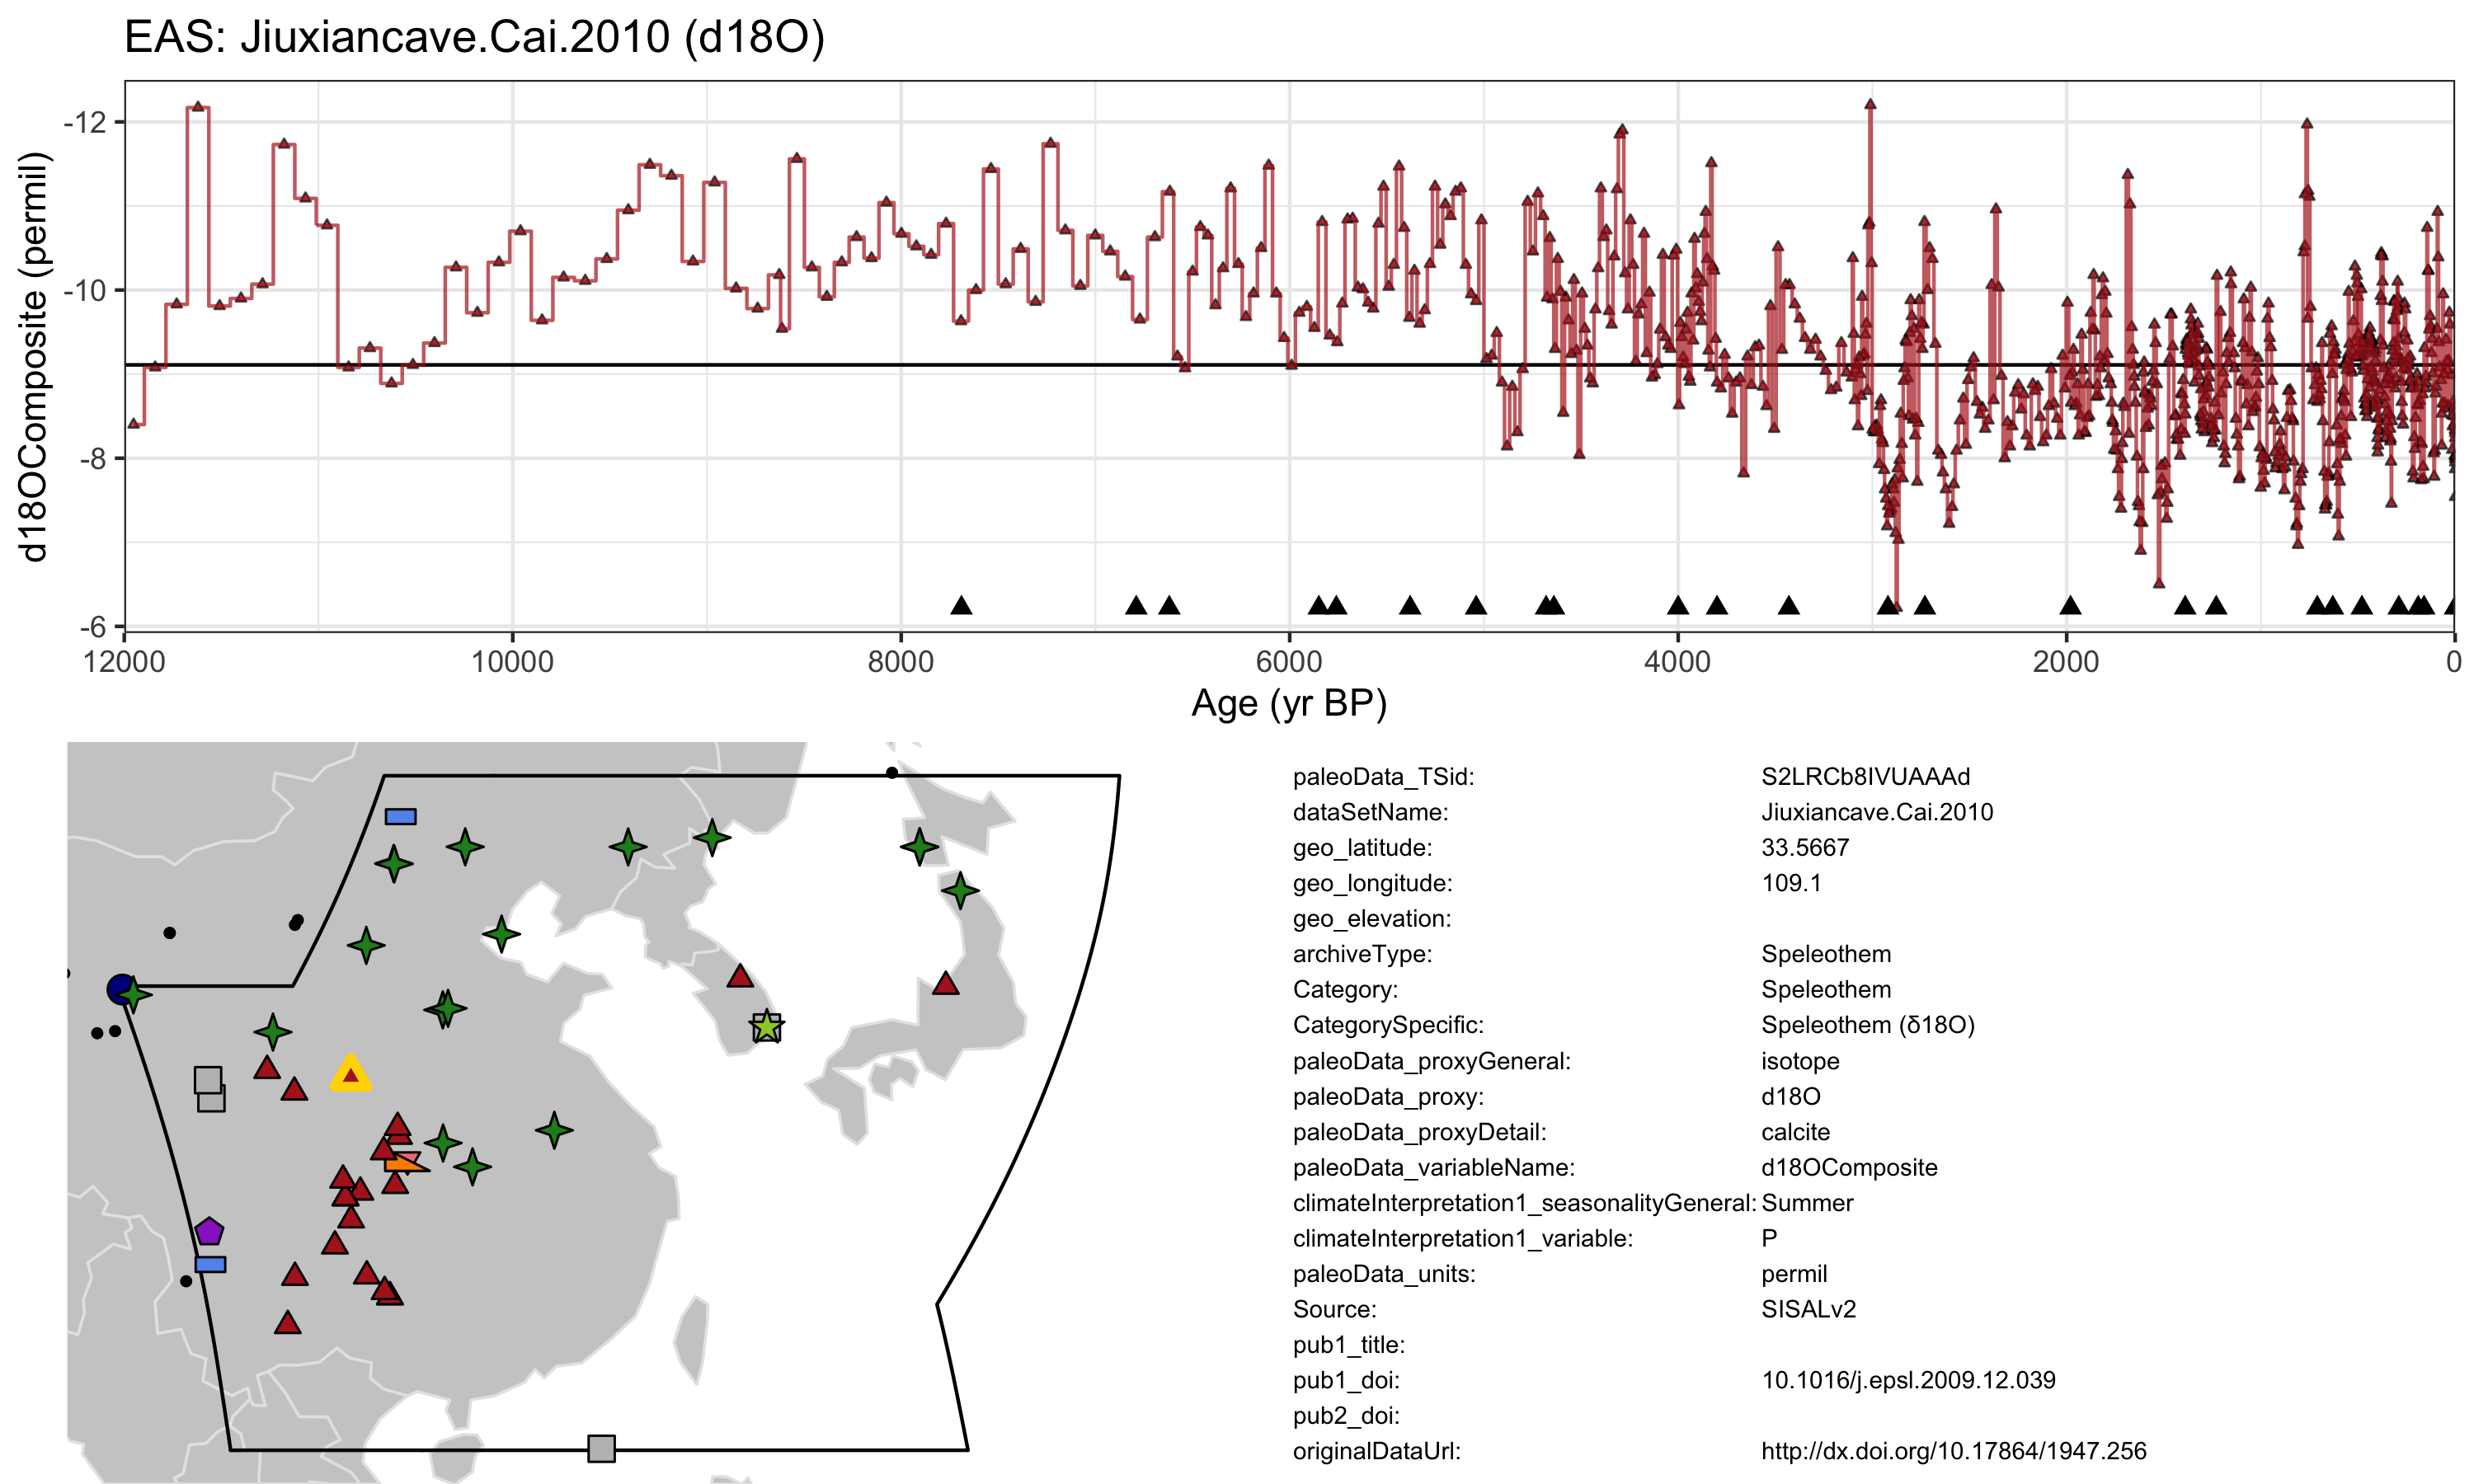 EAS: Jiuxiancave.Cai.2010 (d18O)
d18OComposite (permil)
-12
-10
-8
-6
12000 10000 8000 6000 4000 2000 0
Age (yr BP)
paleoData_TSid: S2LRCb8IVUAAAd
dataSetName: Jiuxiancave.Cai.2010
geo_latitude: 33.5667
geo_longitude: 109.1
geo_elevation:
archiveType: Speleothem
Category: Speleothem
CategorySpecific: Speleothem (δ18O)
paleoData_proxyGeneral: isotope
paleoData_proxy: d18O
paleoData_proxyDetail: calcite
paleoData_variableName: d18OComposite
climateInterpretation1_seasonalityGeneral: Summer
climateInterpretation1_variable: P
paleoData_units: permil
Source: SISALv2
pub1_title:
pub1_doi: 10.1016/j.epsl.2009.12.039
pub2_doi:
originalDataUrl: http://dx.doi.org/10.17864/1947.256